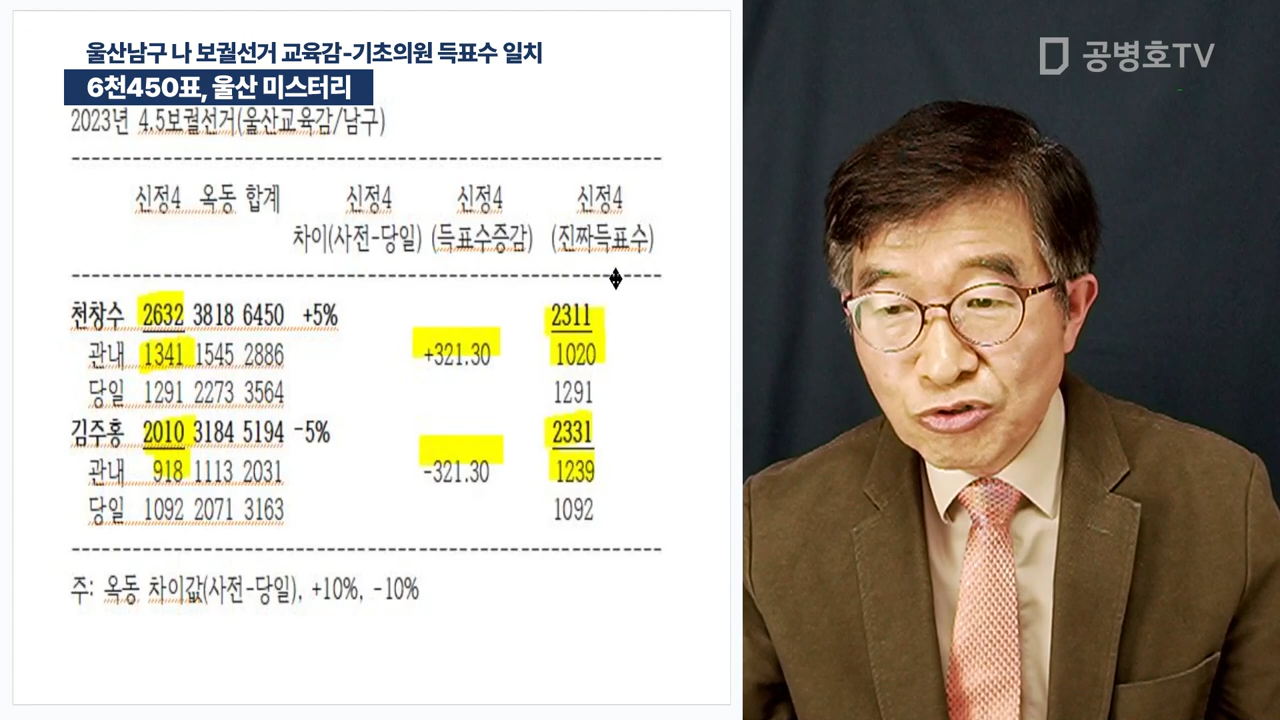 울산남구 나 보궐선거 교육감-기초의원 득표수 일치
6천450표, 울산 미스터리
공병호TV
2023년 4.5보궐선거(울산교육감/남구)
신정4 옥동 합계 신정4 신정4 신정4
차이(사전-당일) (득표수증감) (진짜득표수)
천창수 2632 3818 6450 +5% 2311
관내 1341 1545 2886 +321.30 1020
당일 1291 2273 3564 1291
김주홍 2010 3184 5194 -5% 2331
관내 918 1113 2031 -321.30 1239
당일 1092 2071 3163 1092
주: 옥동 차이값(사전-당일), +10%, -10%